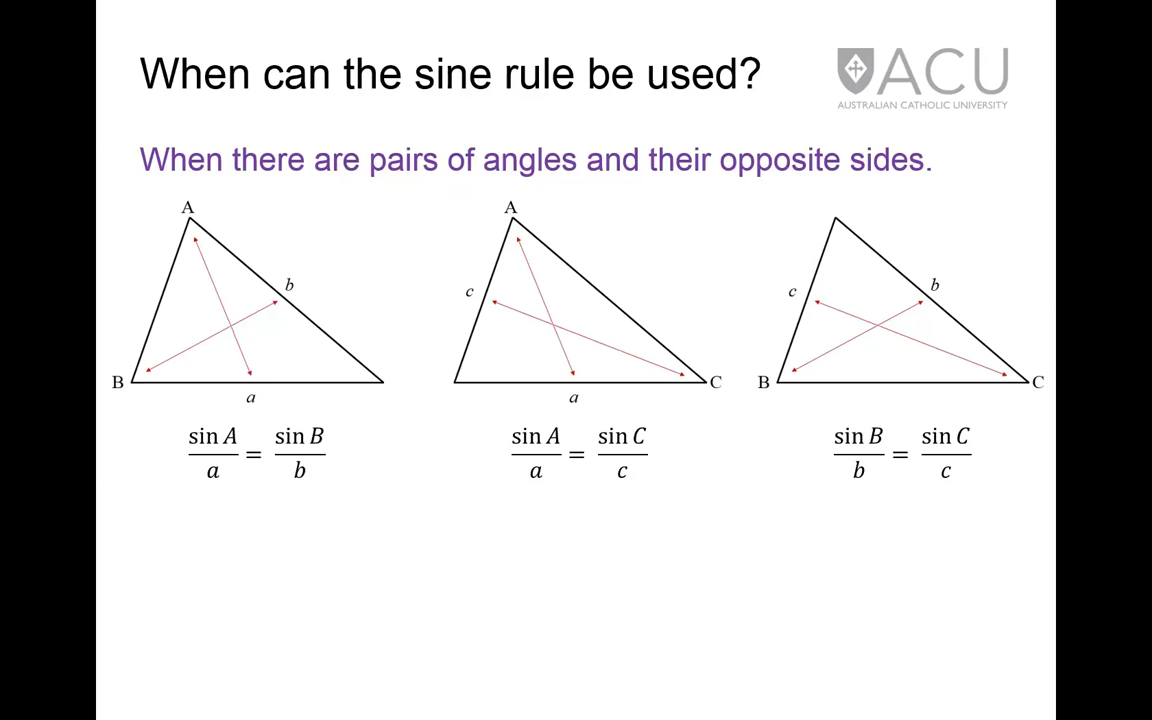 When can the sine rule be used?
ACU
AUSTRALIAN CATHOLIC UNIVERSITY
When there are pairs of angles and their opposite sides.
A
b
B
a
A
c
C
a
c
b
B
C
sin A / a = sin B / b
sin A / a = sin C / c
sin B / b = sin C / c